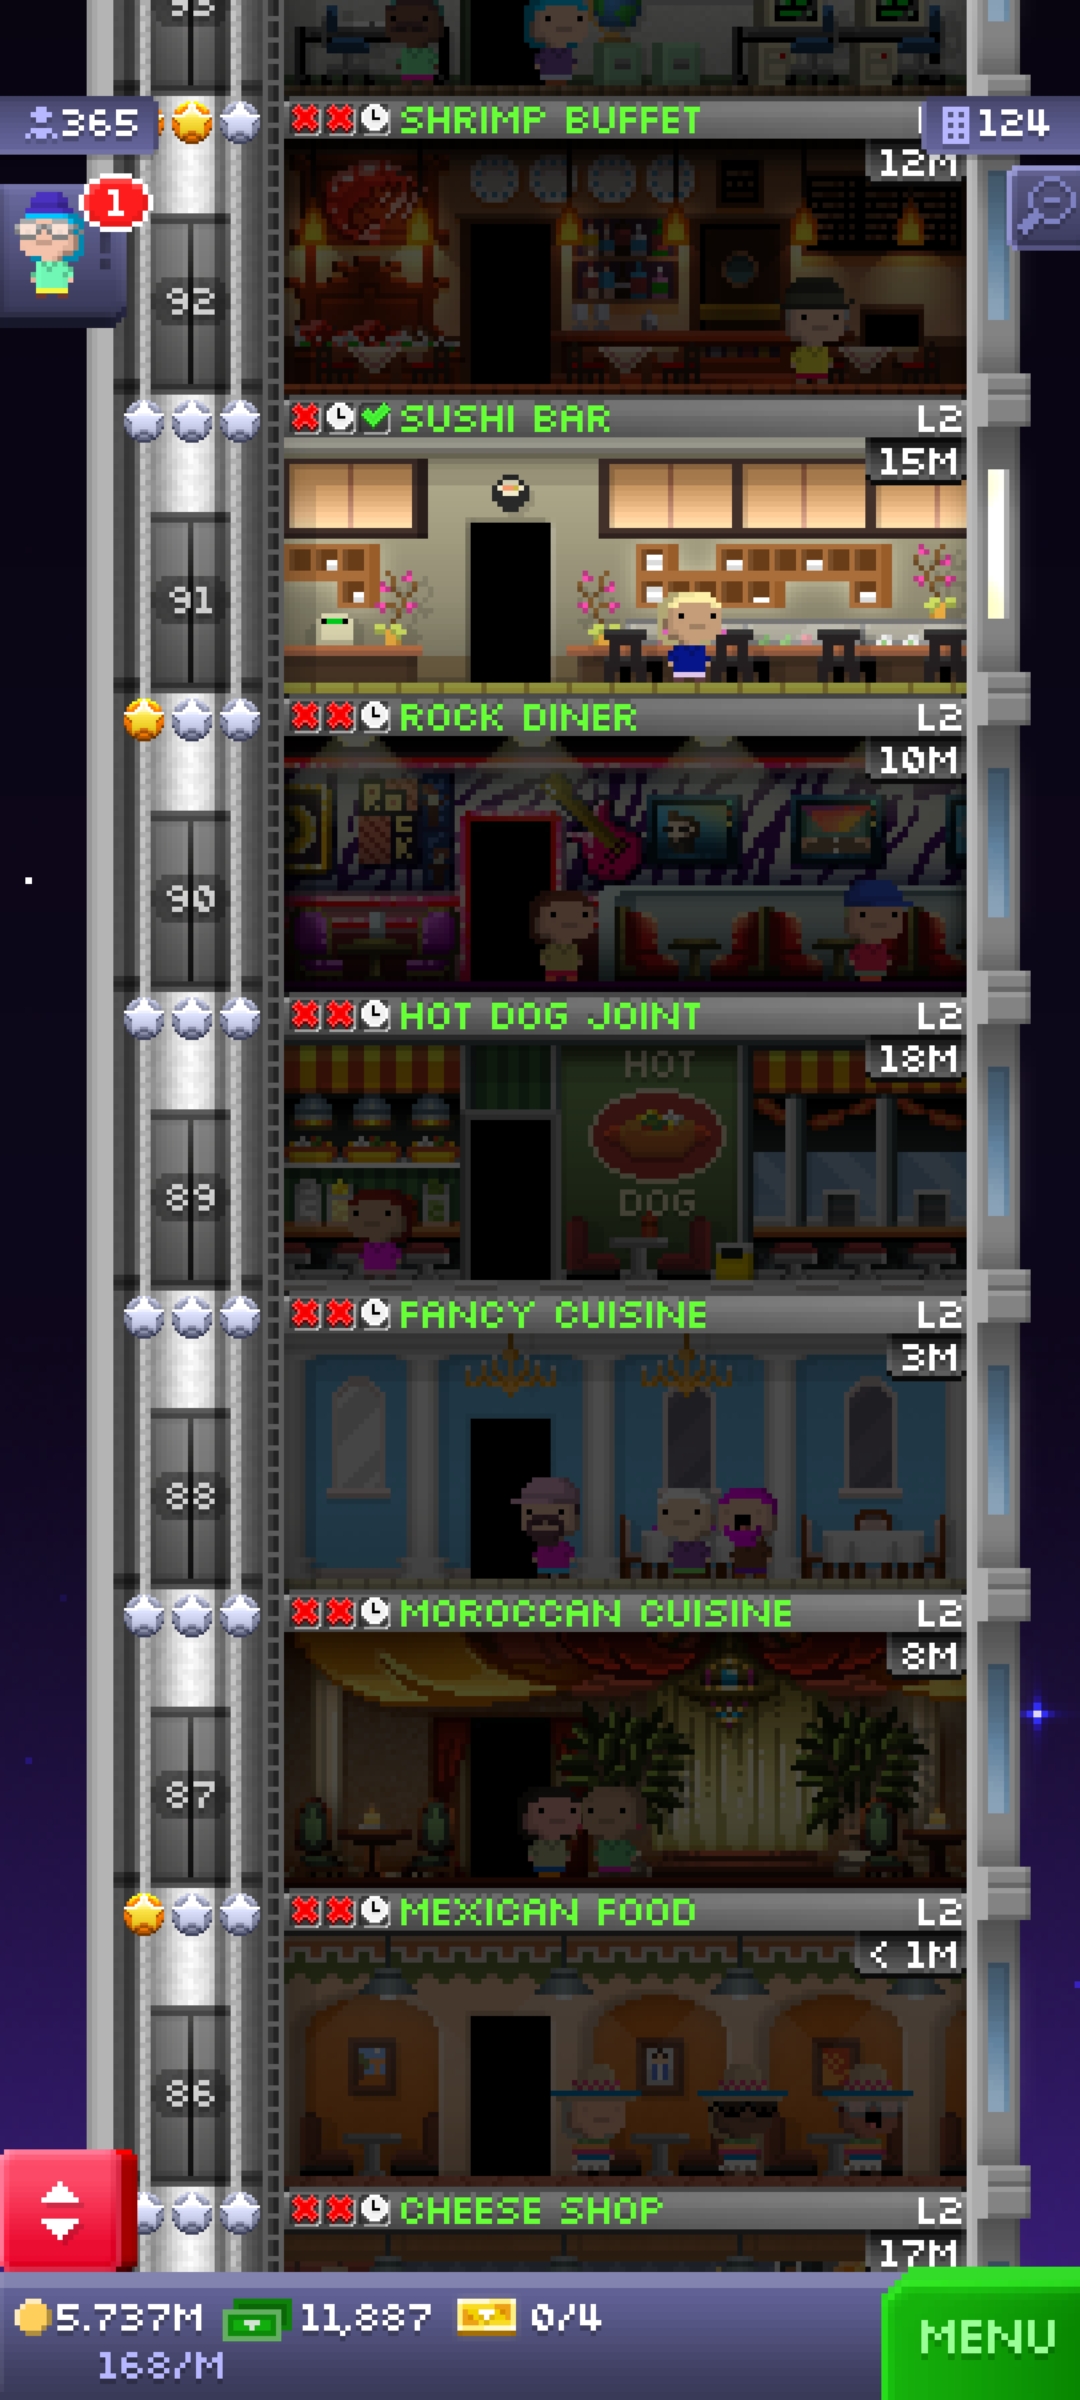 93
365
SHRIMP BUFFET
124
12M
1
92
SUSHI BAR L2
15M
91
ROCK DINER L2
10M
ROCK
90
HOT DOG JOINT L2
18M
HOT
DOG
89
FANCY CUISINE L2
3M
88
MOROCCAN CUISINE L2
8M
87
MEXICAN FOOD L2
< 1M
86
CHEESE SHOP L2
17M
5.737M 11,887 0/4
168/M
MENU